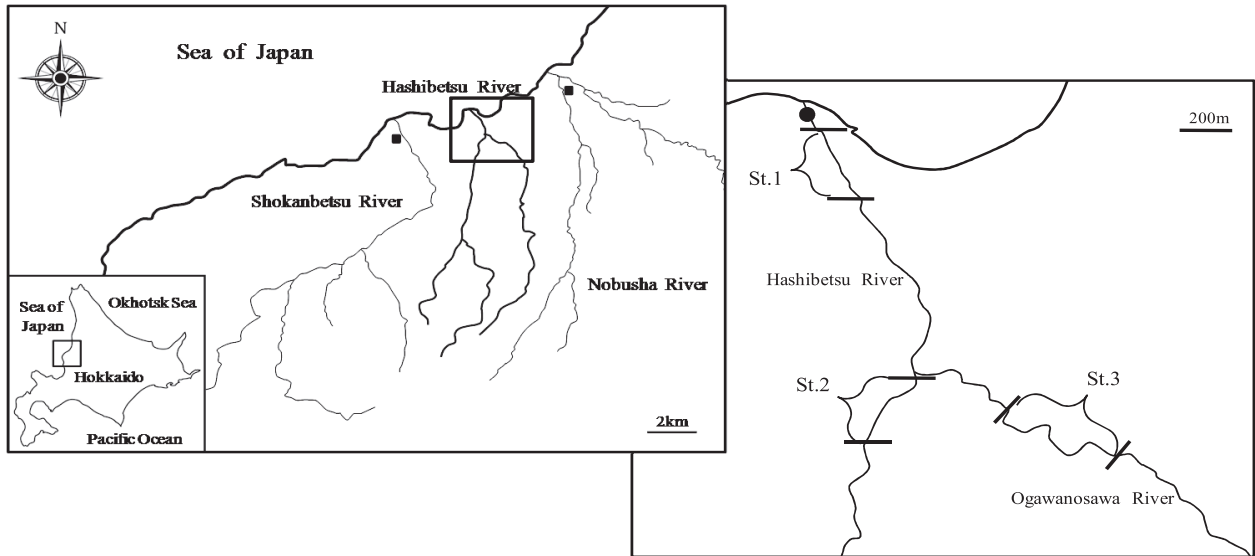 N
Sea of Japan
Hashibetsu River
Shokanbetsu River
Nobusha River
2km
Sea of
Japan
Okhotsk Sea
Hokkaido
Pacific Ocean
200m
St.1
Hashibetsu River
St.2
St.3
Ogawanosawa River